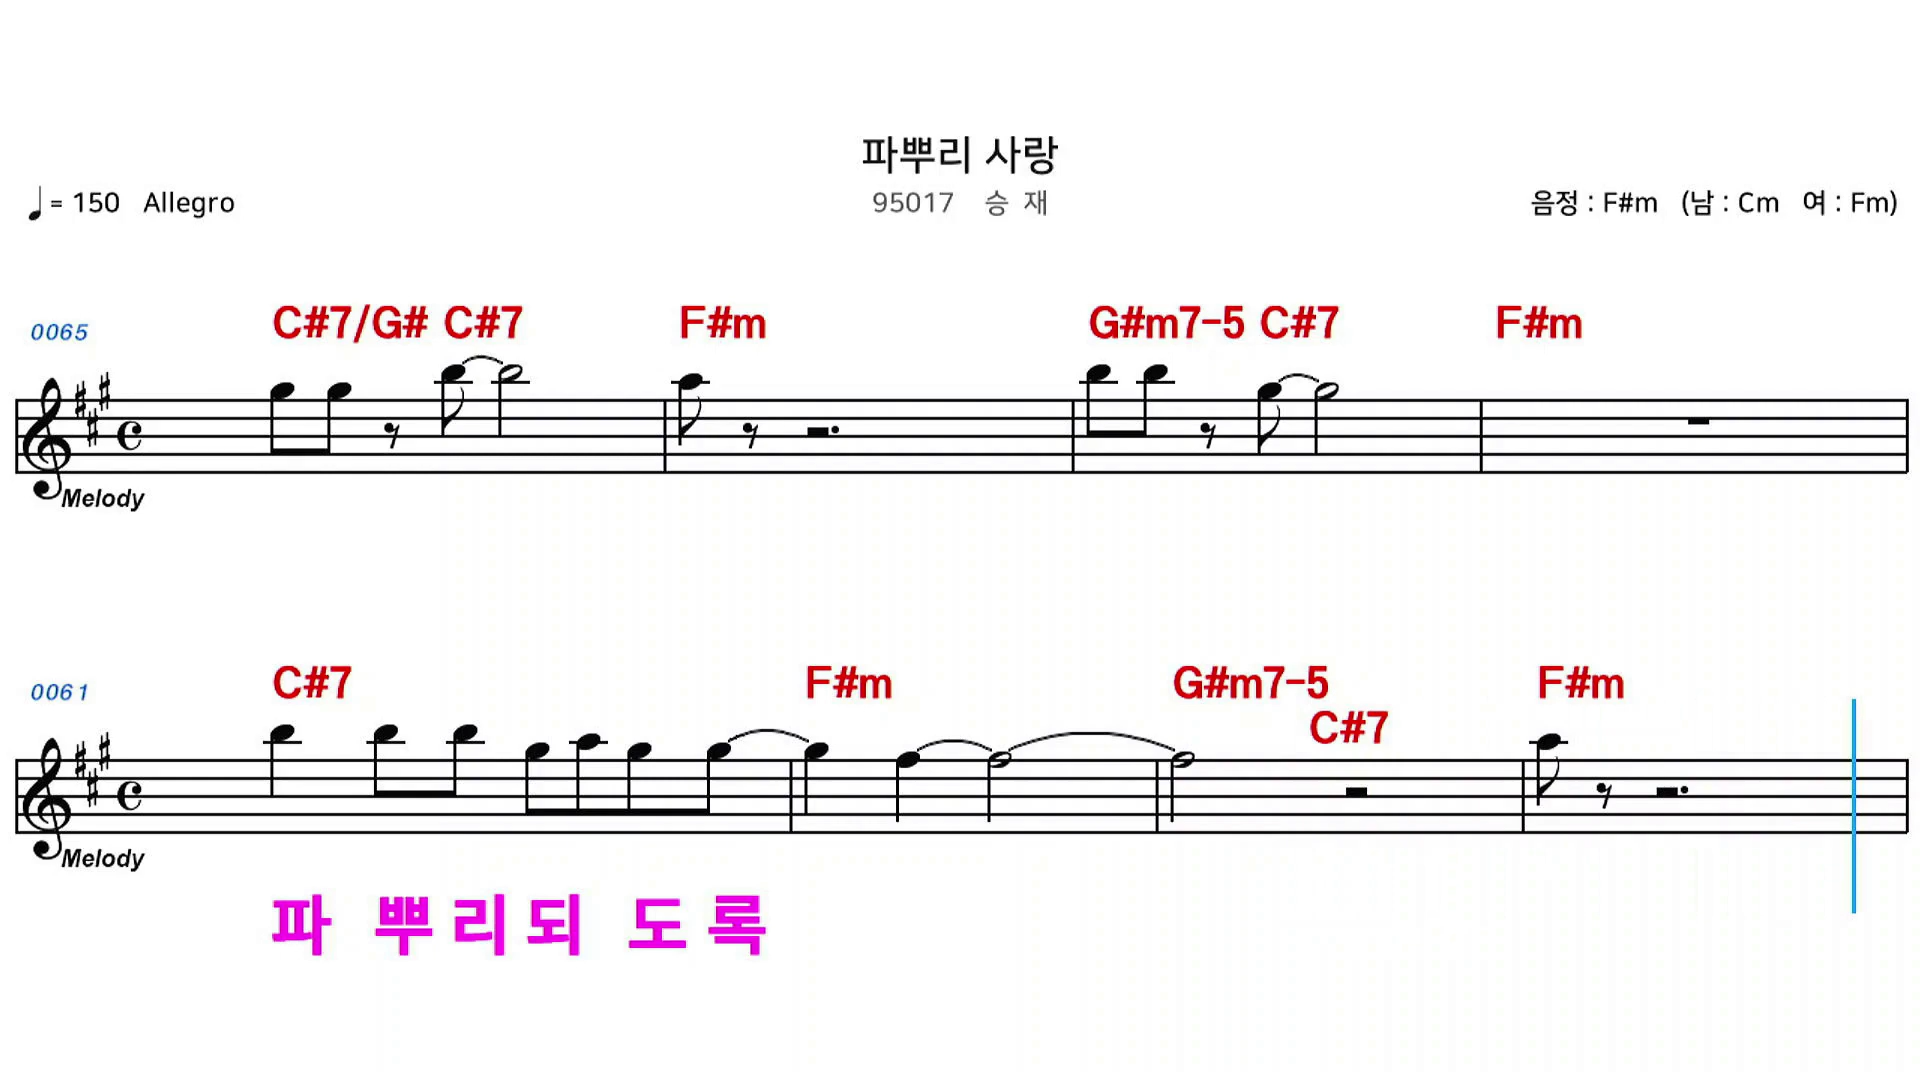 파뿌리 사랑
♩= 150 Allegro
95017 승 재
음정 : F#m (남 : Cm 여 : Fm)
0065
C#7/G# C#7 F#m G#m7-5 C#7 F#m
Melody
0061
C#7 F#m G#m7-5 C#7 F#m
Melody
파 뿌 리 되 도 록